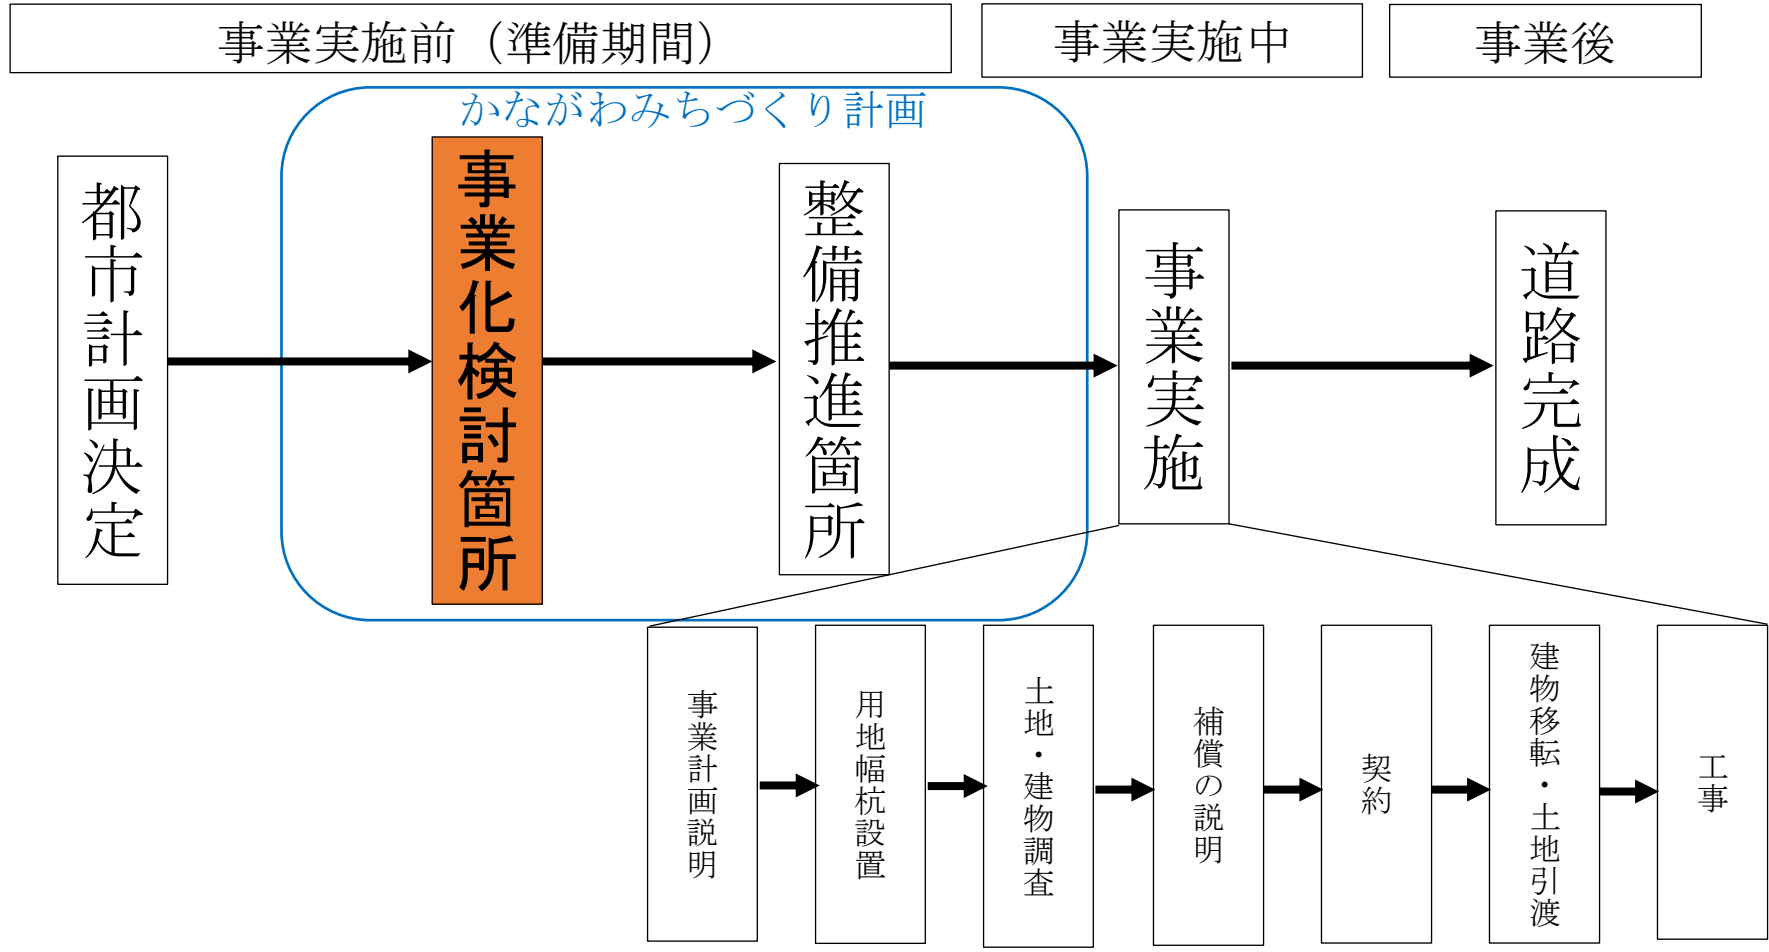 事業実施前（準備期間）
事業実施中
事業後
かながわみちづくり計画
都市計画決定
事業化検討箇所
整備推進箇所
事業実施
道路完成
事業計画説明
用地幅杭設置
土地・建物調査
補償の説明
契約
建物移転・土地引渡
工事